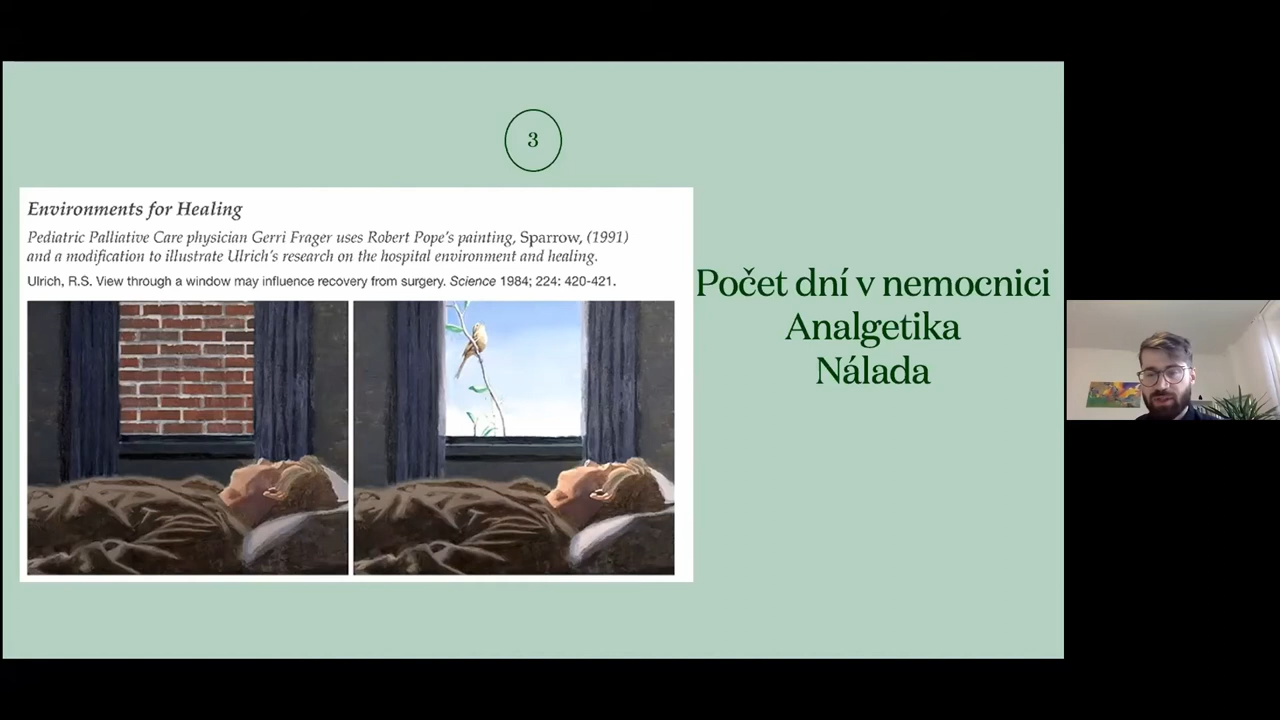 3
Environments for Healing
Pediatric Palliative Care physician Gerri Frager uses Robert Pope's painting, Sparrow, (1991)
and a modification to illustrate Ulrich's research on the hospital environment and healing.
Ulrich, R.S. View through a window may influence recovery from surgery. Science 1984; 224: 420-421.
Počet dní v nemocnici
Analgetika
Nálada